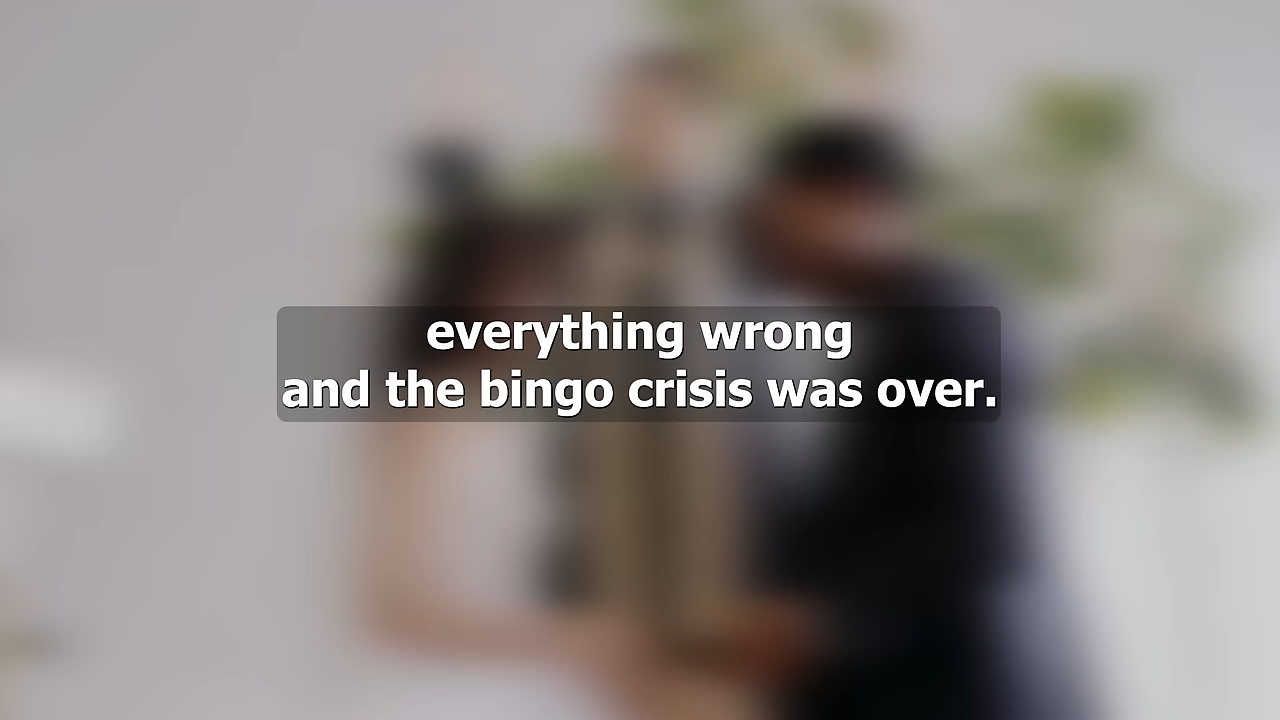 everything wrong
and the bingo crisis was over.